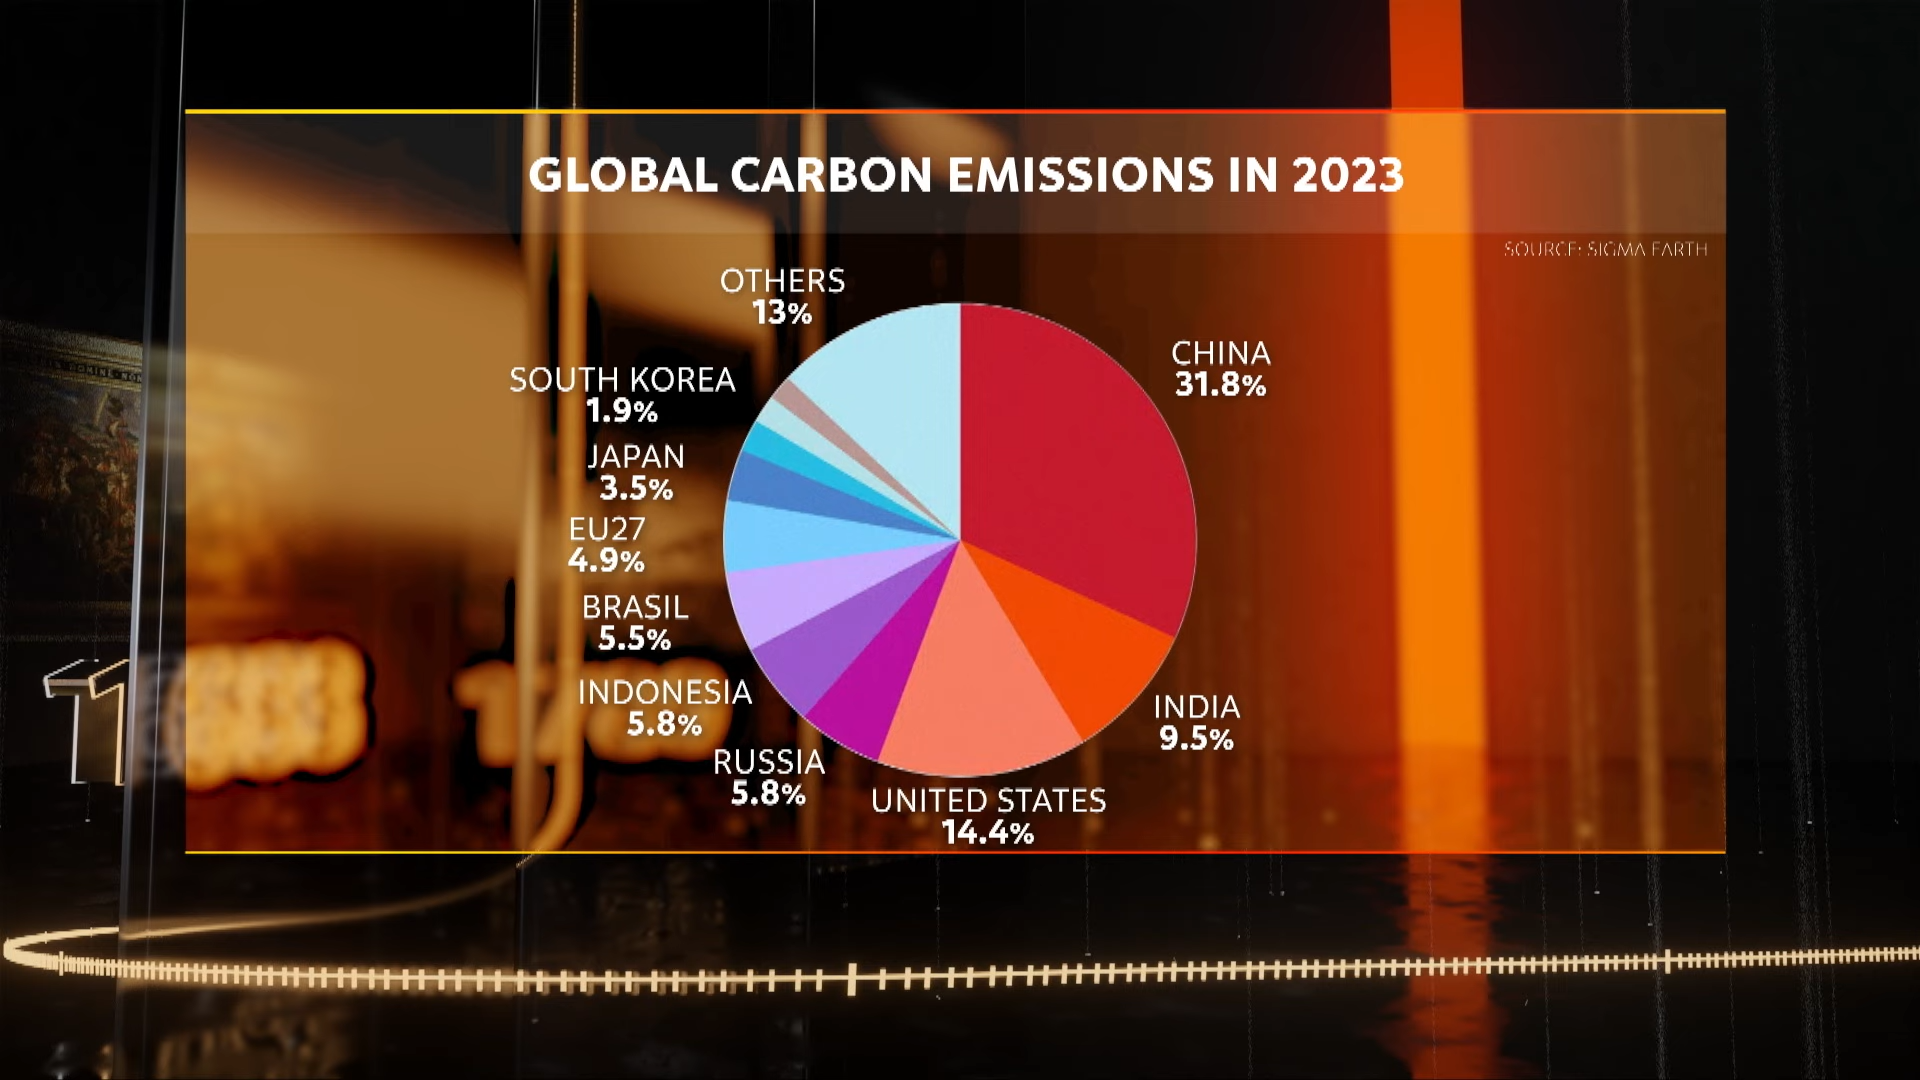 GLOBAL CARBON EMISSIONS IN 2023
SOURCE: SIGMA EARTH
OTHERS
13%
CHINA
31.8%
SOUTH KOREA
1.9%
JAPAN
3.5%
EU27
4.9%
BRASIL
5.5%
INDONESIA
5.8%
INDIA
9.5%
RUSSIA
5.8%
UNITED STATES
14.4%